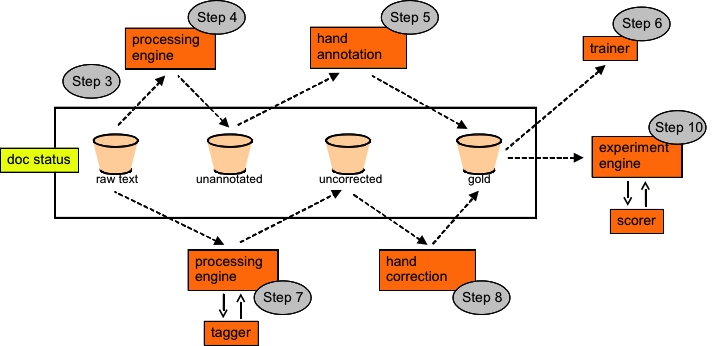 Step 4
Step 5
Step 6
processing
engine
hand
annotation
trainer
Step 3
Step 10
experiment
engine
doc status
raw text
unannotated
uncorrected
gold
scorer
processing
engine
hand
correction
Step 7
Step 8
tagger